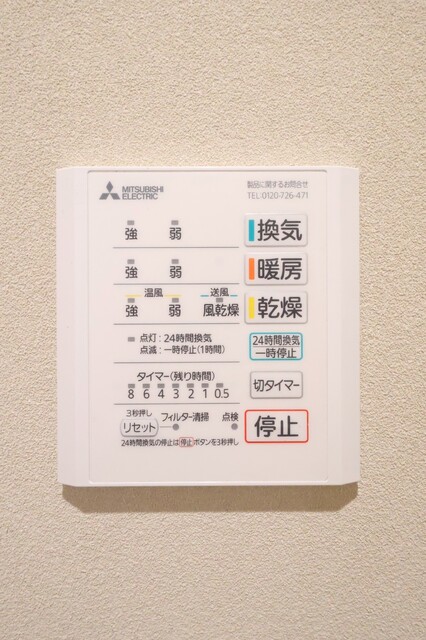 MITSUBISHI
ELECTRIC
製品に関するお問合せ
TEL:0120-726-471
強 弱 換気
強 弱 暖房
温風 送風
強 弱 風乾燥 乾燥
点灯:24時間換気
点滅:一時停止(1時間)
24時間換気
一時停止
タイマー(残り時間)
8 6 4 3 2 1 0.5
切タイマー
3秒押し
リセット フィルター清掃 点検
停止
24時間換気の停止は停止ボタンを3秒押し